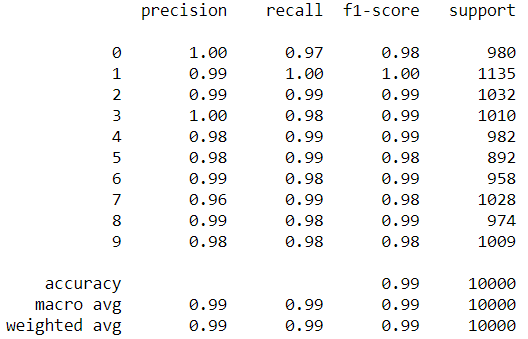 precision recall f1-score support
0 1.00 0.97 0.98 980
1 0.99 1.00 1.00 1135
2 0.99 0.99 0.99 1032
3 1.00 0.98 0.99 1010
4 0.98 0.99 0.99 982
5 0.98 0.99 0.98 892
6 0.99 0.98 0.99 958
7 0.96 0.99 0.98 1028
8 0.99 0.98 0.99 974
9 0.98 0.98 0.98 1009
accuracy 0.99 10000
macro avg 0.99 0.99 0.99 10000
weighted avg 0.99 0.99 0.99 10000